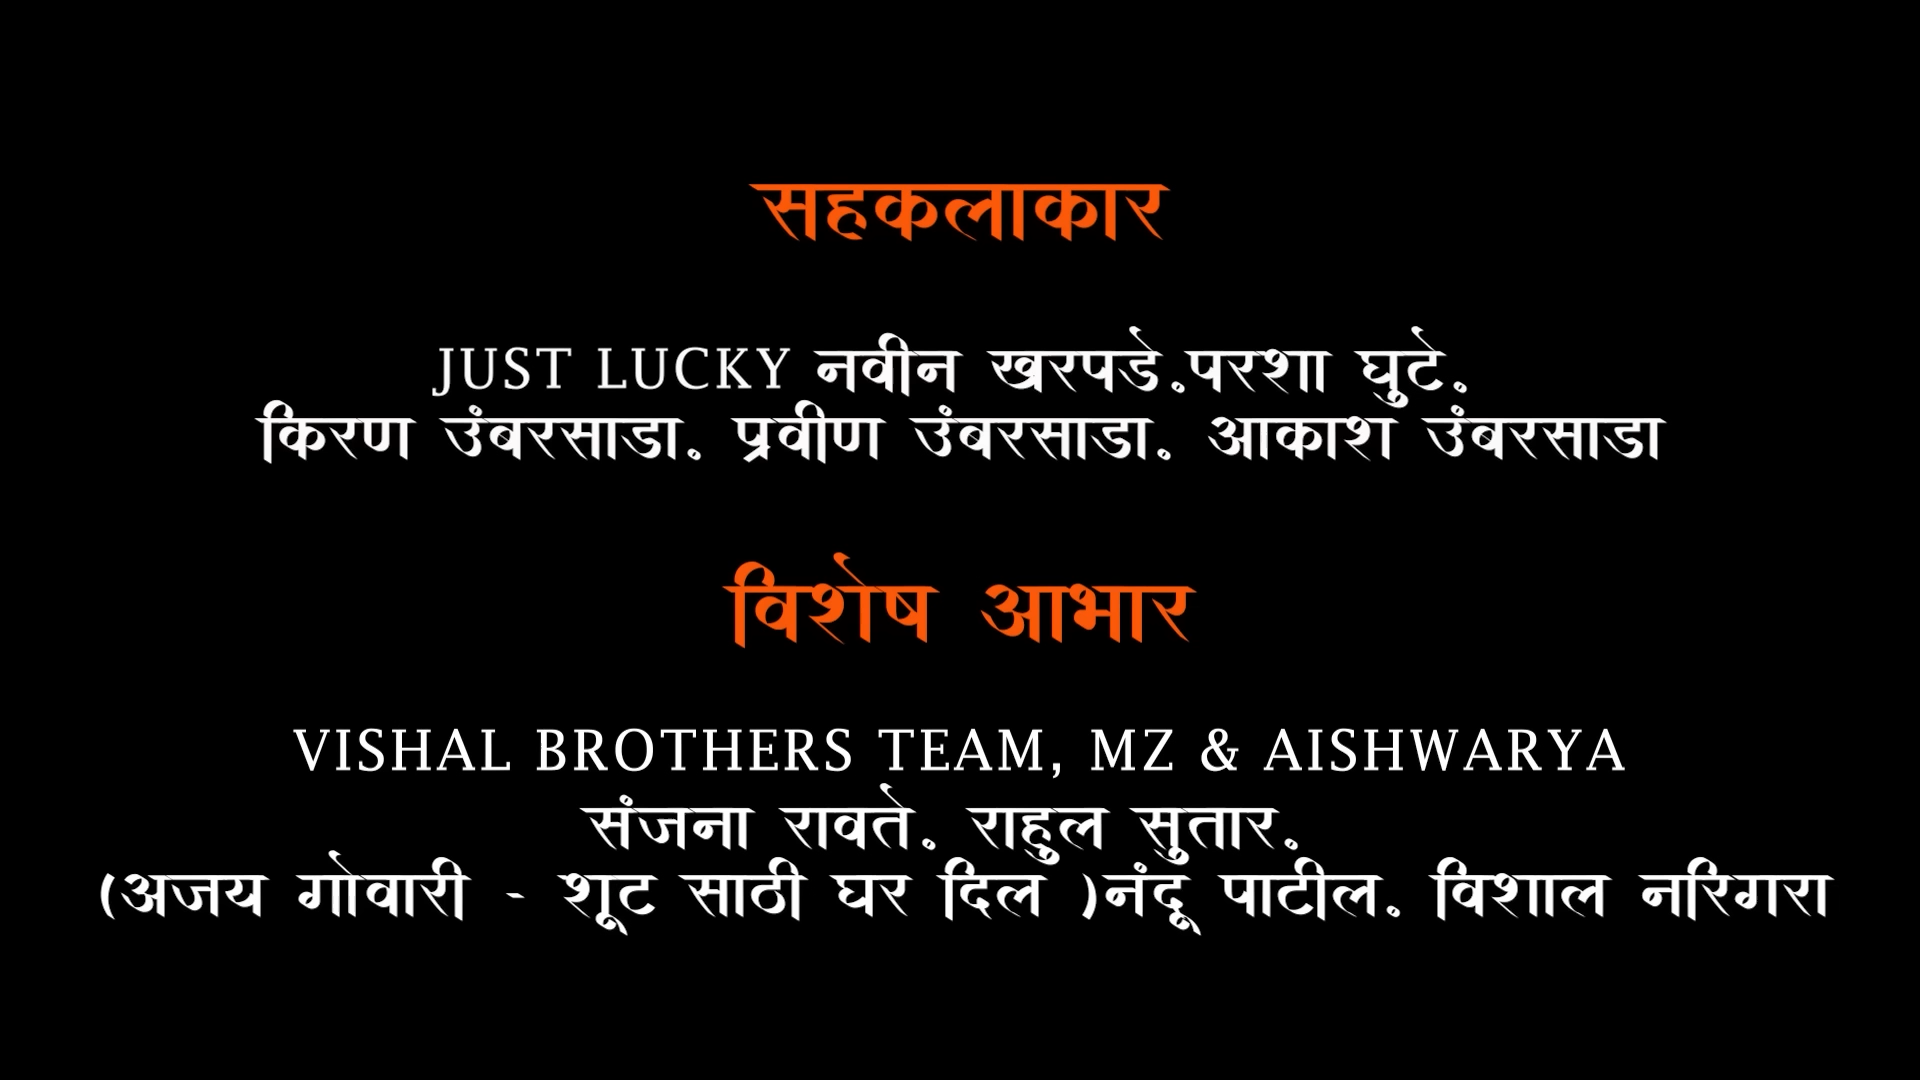 सहकलाकार
JUST LUCKY नवीन खरपडे.परशा घुटे.
किरण उंबरसाडा. प्रवीण उंबरसाडा. आकाश उंबरसाडा
विशेष आभार
VISHAL BROTHERS TEAM, MZ & AISHWARYA
संजना रावते. राहुल सुतार.
(अजय गोवारी - शूट साठी घर दिल )नंदू पाटील. विशाल नरिगरा